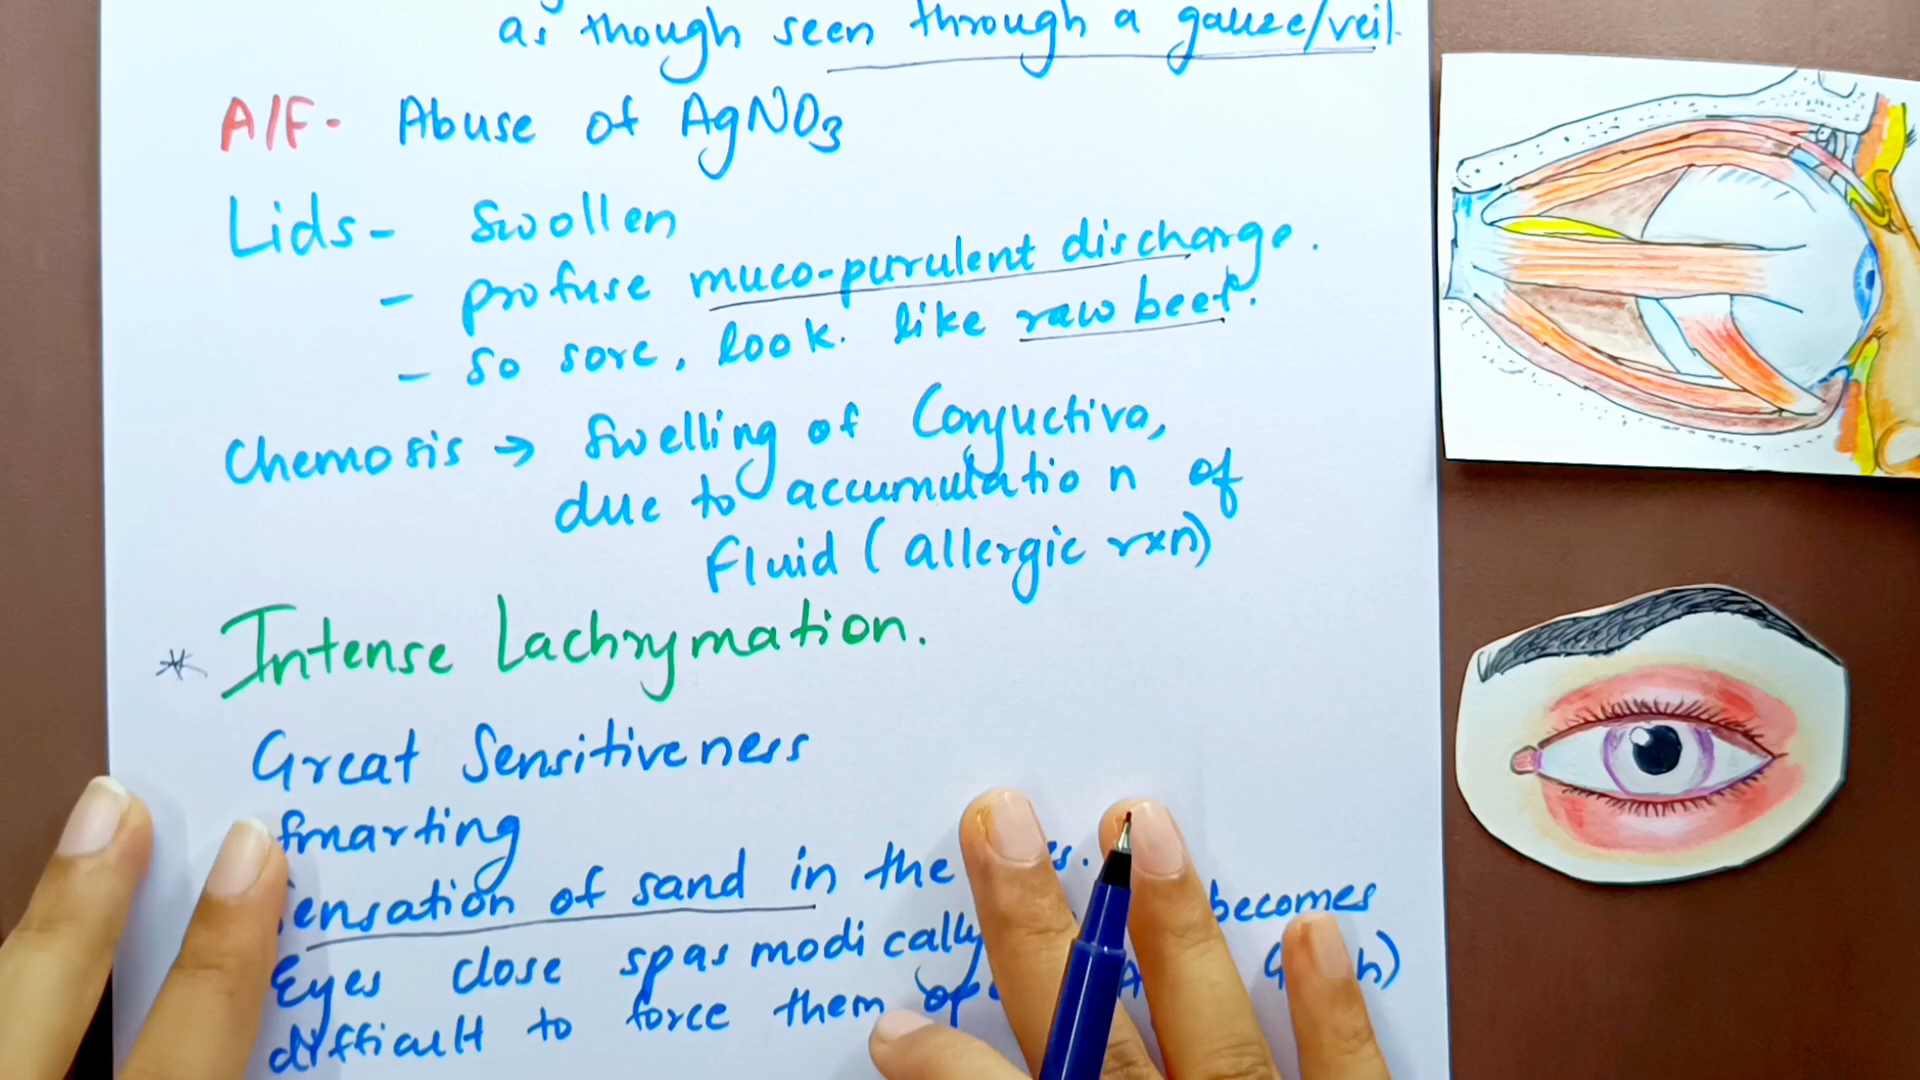 as though seen through a gauze/veil.
A/F - Abuse of AgNO3
Lids - Swollen
- profuse muco-purulent discharge.
- So sore, look. like raw beef.
Chemosis → Swelling of Conjuctiva,
due to accumulation of
fluid (allergic rxn)
* Intense Lachrymation.
Great Sensitiveness
Smarting
Sensation of sand in the
Eyes close spasmodically becomes
difficult to force them